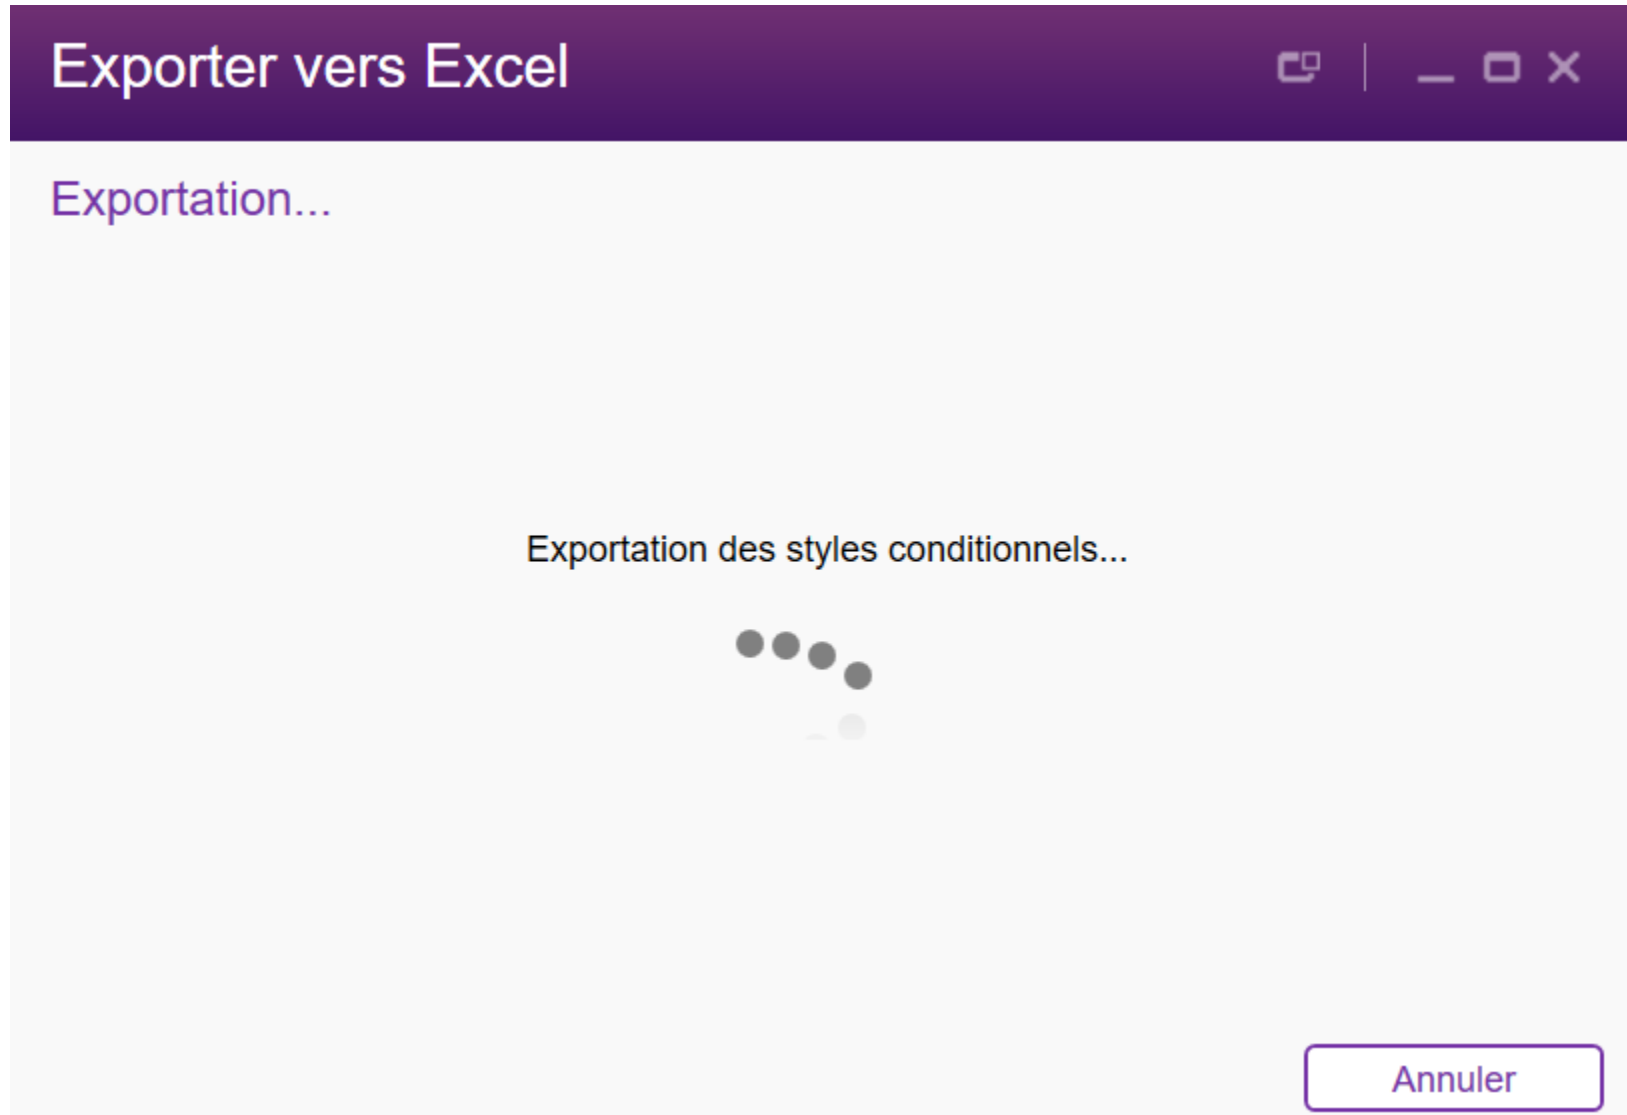 Exporter vers Excel
Exportation...
Exportation des styles conditionnels...
Annuler